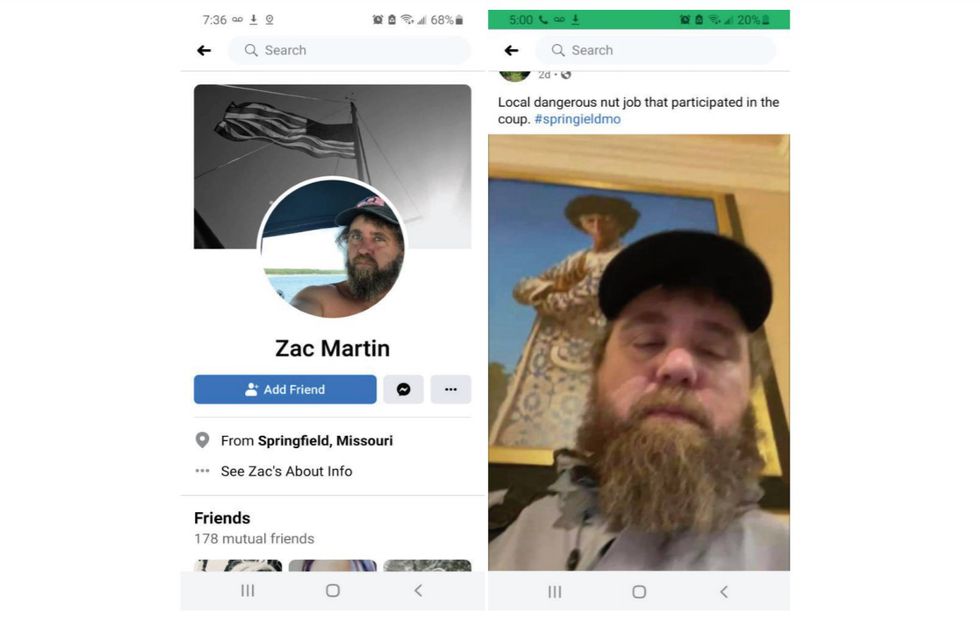 7:36
68%
Search
Zac Martin
Add Friend
From Springfield, Missouri
See Zac's About Info
Friends
178 mutual friends
5:00
20%
Search
2d
Local dangerous nut job that participated in the
coup. #springieldmo